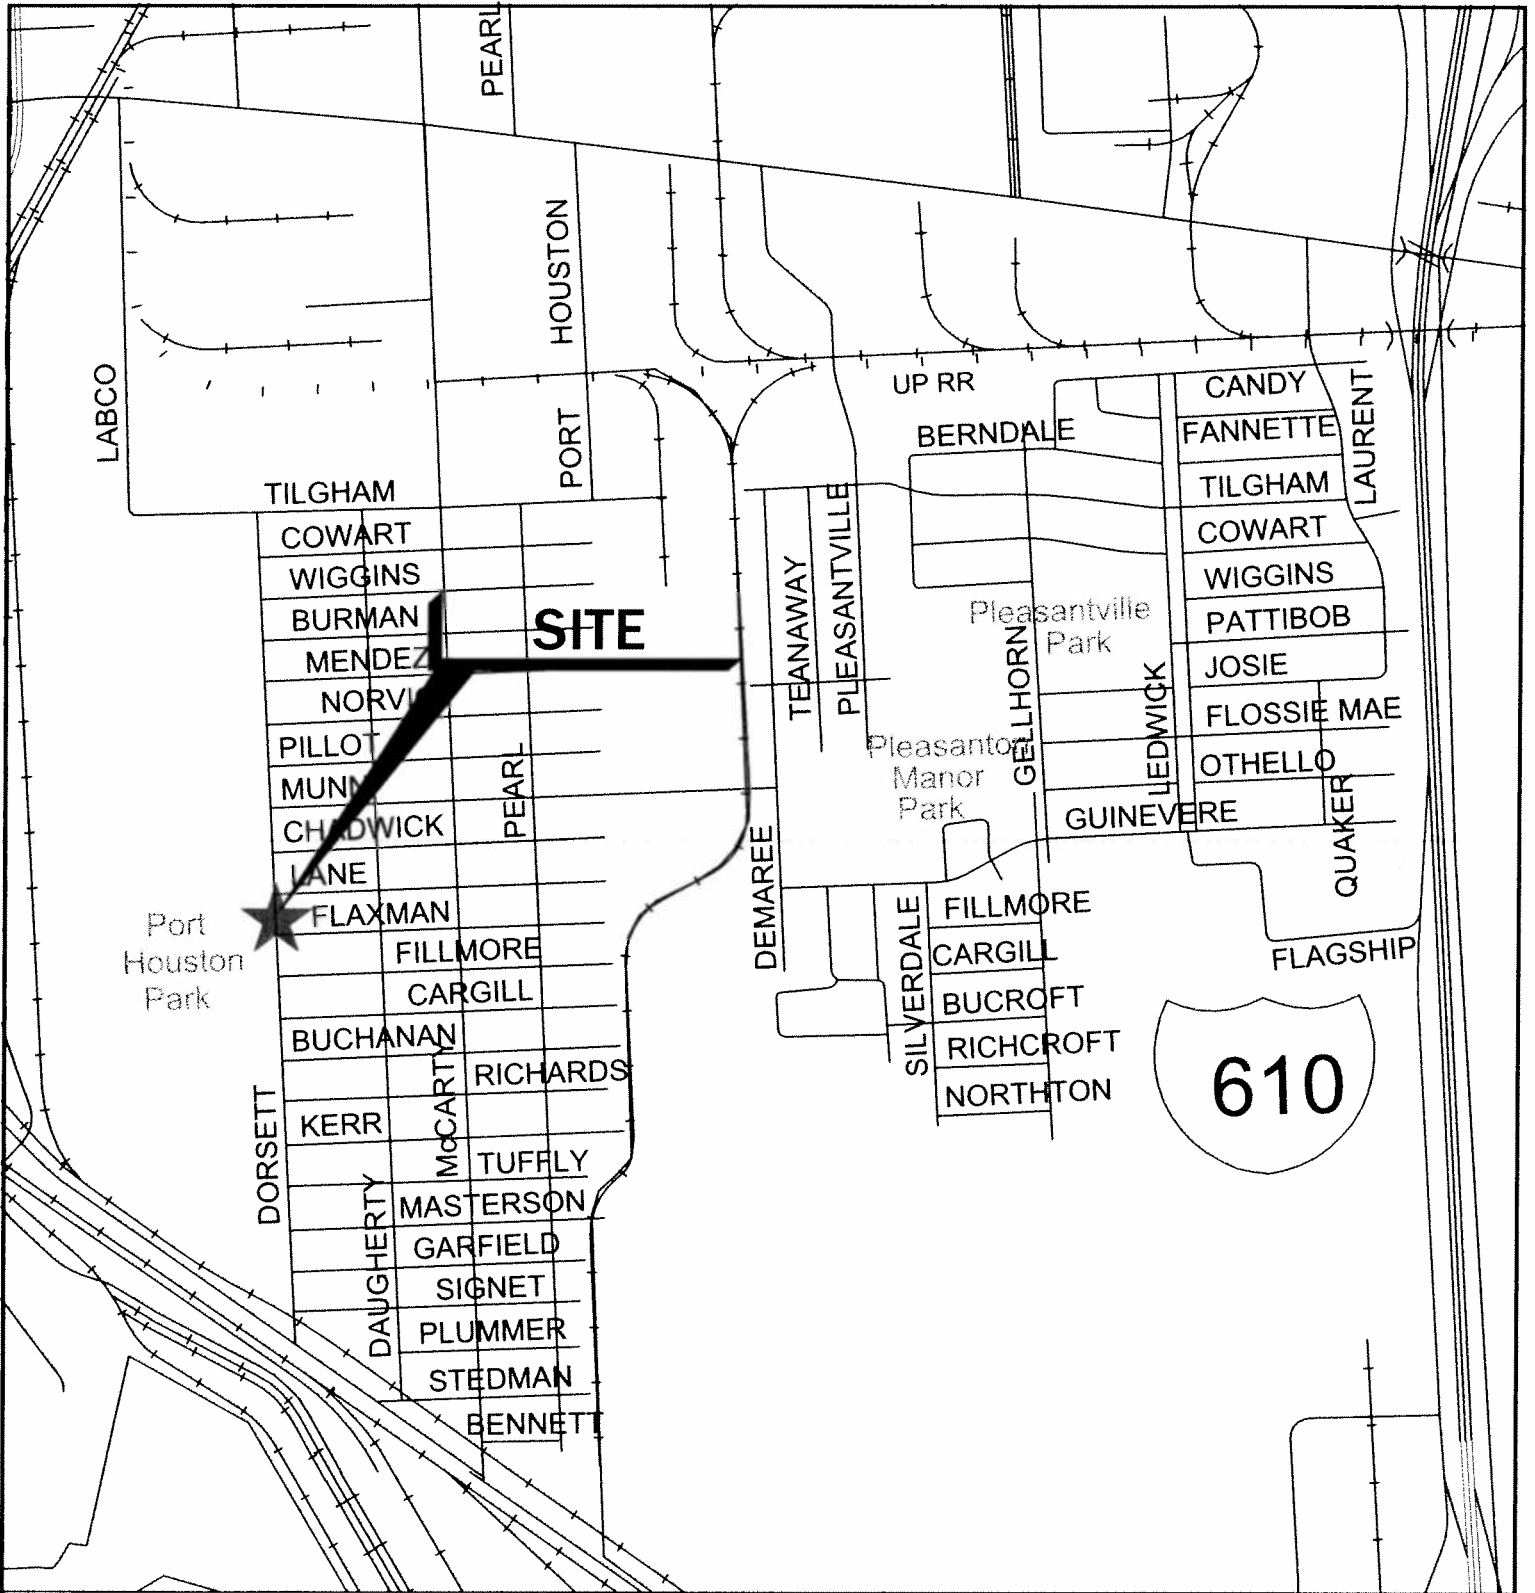 PEARL
HOUSTON
LABCO
PORT
UP RR
CANDY
LAURENT
BERNDALE
FANNETTE
TILGHAM
TILGHAM
PLEASANTVILLE
COWART
COWART
WIGGINS
WIGGINS
TEANAWAY
BURMAN
SITE
Pleasantville
Park
PATTIBOB
GELLHORN
MENDEZ
JOSIE
LEDWICK
NORVIC
FLOSSIE MAE
PILLOT
Pleasanton
Manor
Park
OTHELLO
PEARL
MUNN
QUAKER
CHADWICK
GUINEVERE
DEMAREE
LANE
FLAXMAN
Port
Houston
Park
FILLMORE
SILVERDALE
FILLMORE
CARGILL
FLAGSHIP
CARGILL
BUCROFT
BUCHANAN
RICHCROFT
McCARTY
RICHARDS
610
NORTHTON
DORSETT
KERR
TUFFLY
DAUGHERTY
MASTERSON
GARFIELD
SIGNET
PLUMMER
STEDMAN
BENNETT